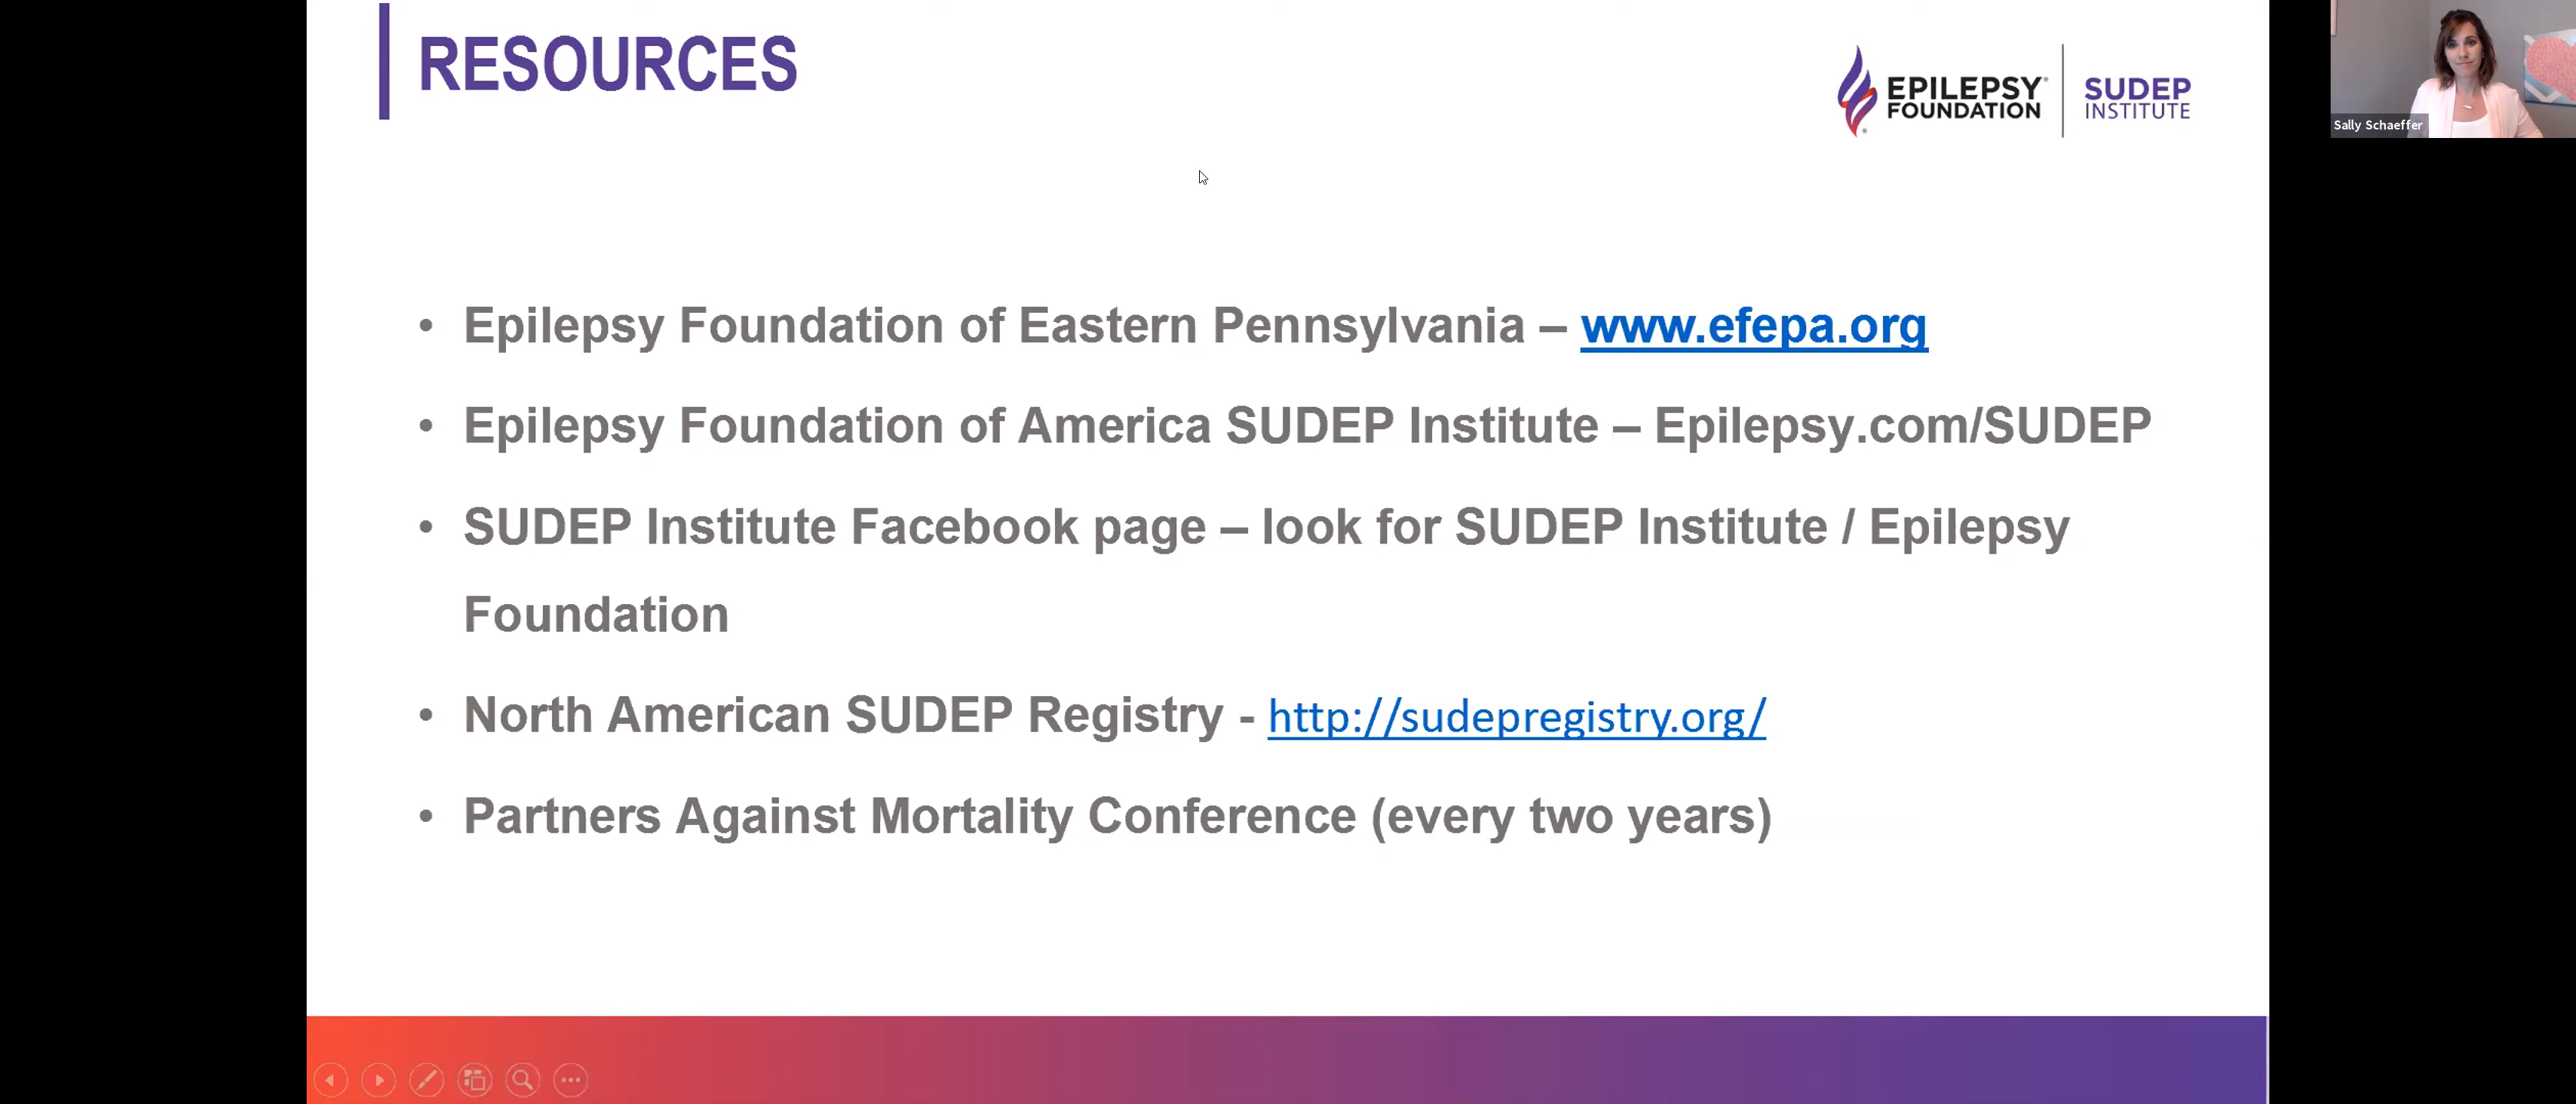 RESOURCES
EPILEPSY
FOUNDATION
SUDEP
INSTITUTE
Sally Schaeffer
• Epilepsy Foundation of Eastern Pennsylvania – www.efepa.org
• Epilepsy Foundation of America SUDEP Institute – Epilepsy.com/SUDEP
• SUDEP Institute Facebook page – look for SUDEP Institute / Epilepsy
Foundation
• North American SUDEP Registry - http://sudepregistry.org/
• Partners Against Mortality Conference (every two years)